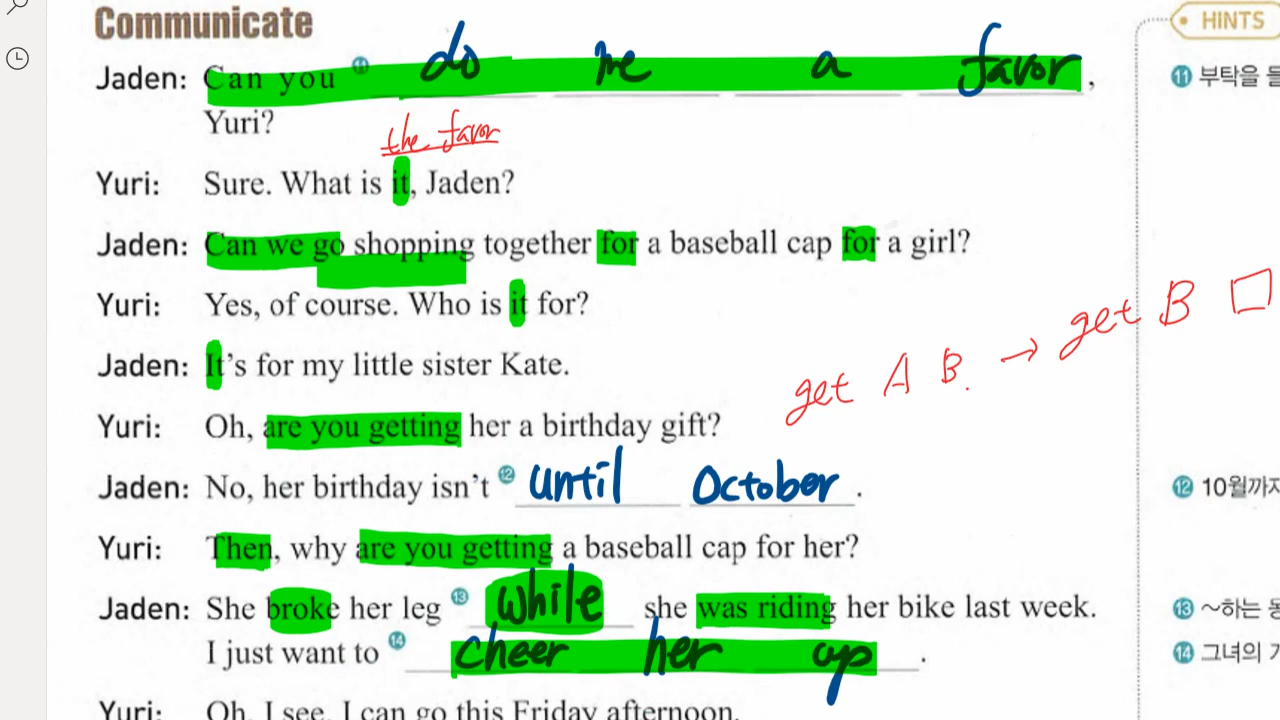 Communicate
HINTS
Jaden: Can you ⑪ do me a favor,
⑪ 부탁을
Yuri?
the favor
Yuri: Sure. What is it, Jaden?
Jaden: Can we go shopping together for a baseball cap for a girl?
Yuri: Yes, of course. Who is it for?
get A B. → get B □
Jaden: It's for my little sister Kate.
Yuri: Oh, are you getting her a birthday gift?
Jaden: No, her birthday isn't ⑫ until October.
⑫ 10월까지
Yuri: Then, why are you getting a baseball cap for her?
Jaden: She broke her leg ⑬ while she was riding her bike last week.
⑬ ~하는
I just want to ⑭ cheer her up.
⑭ 그녀의
Yuri: Oh, I see. I can go this Friday afternoon.